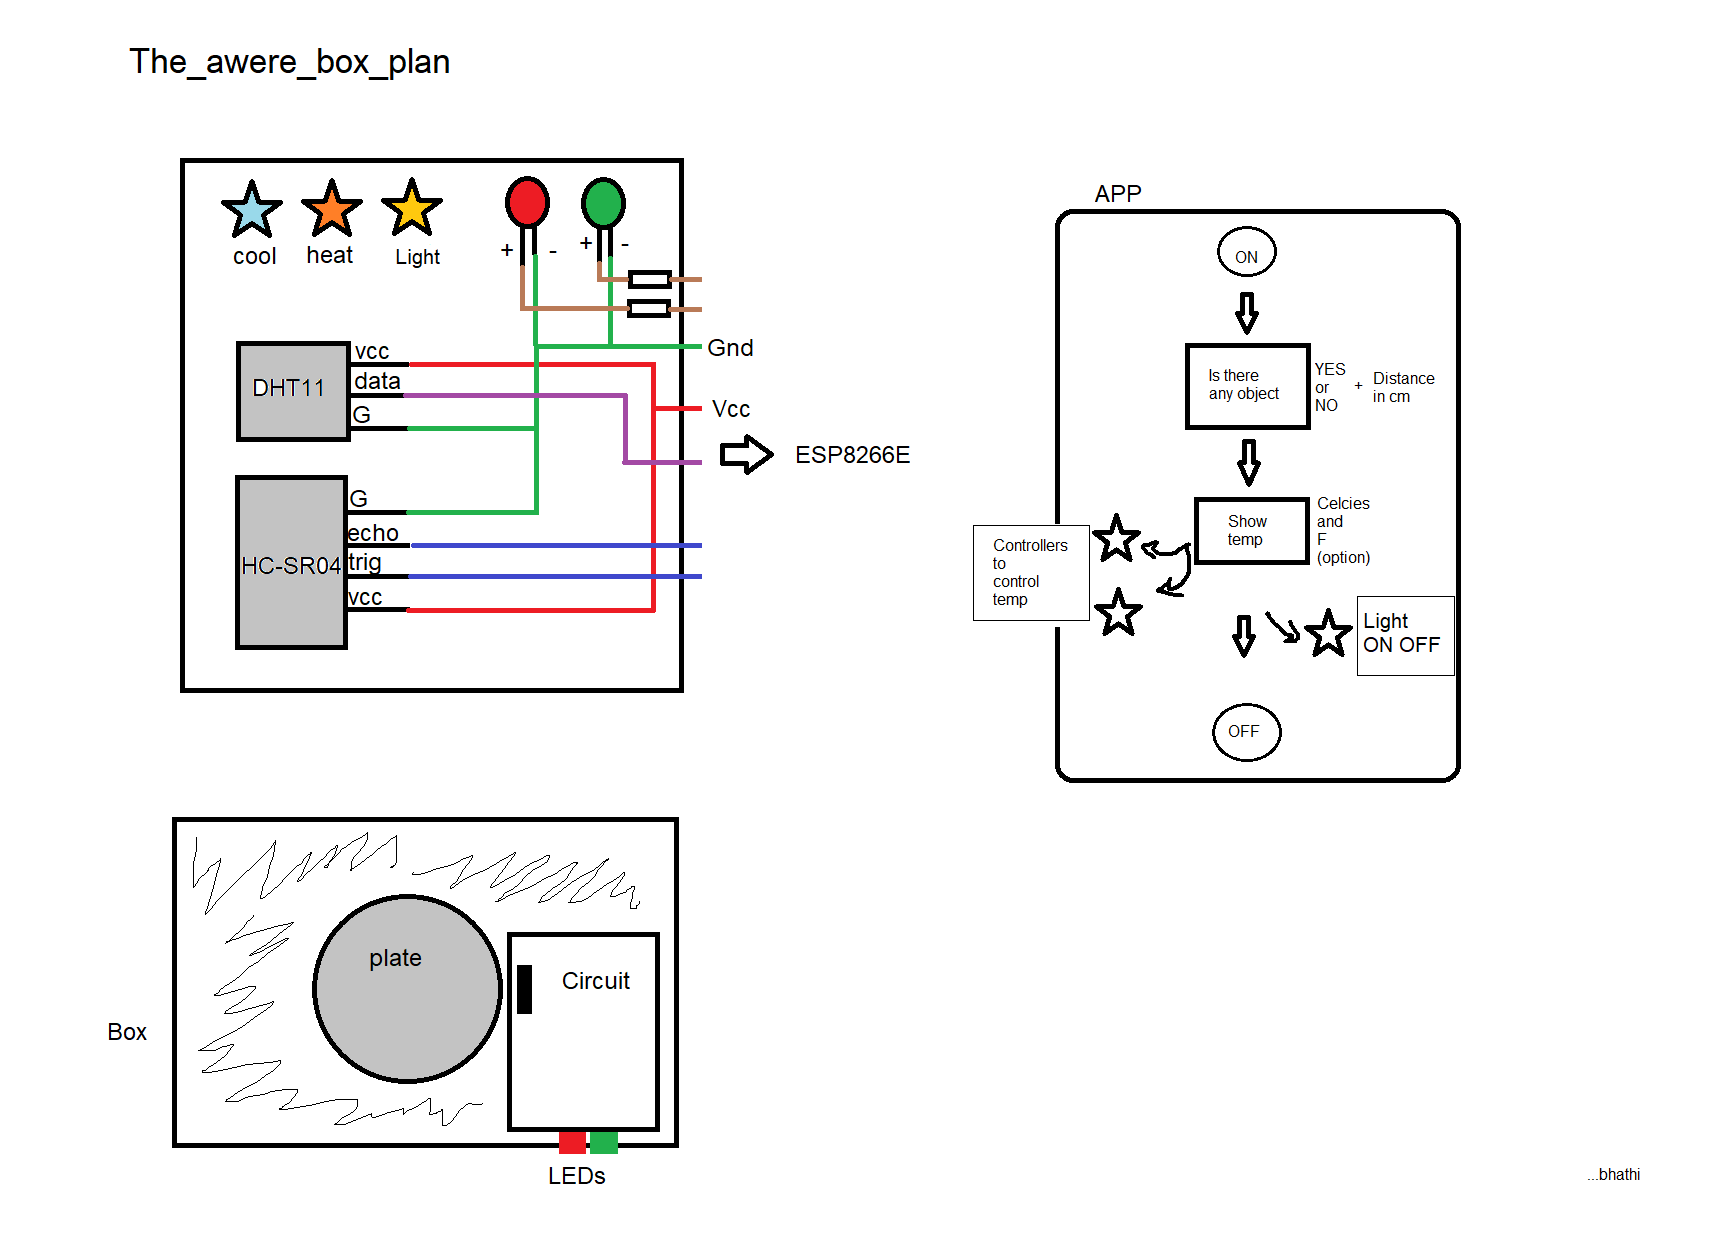 The_awere_box_plan
cool
heat
Light
+
-
+
-
Gnd
vcc
data
G
DHT11
Vcc
ESP8266E
G
echo
trig
vcc
HC-SR04
APP
ON
Is there
any object
YES
or
NO
+
Distance
in cm
Show
temp
Celcies
and
F
(option)
Controllers
to
control
temp
Light
ON OFF
OFF
Box
plate
Circuit
LEDs
...bhathi